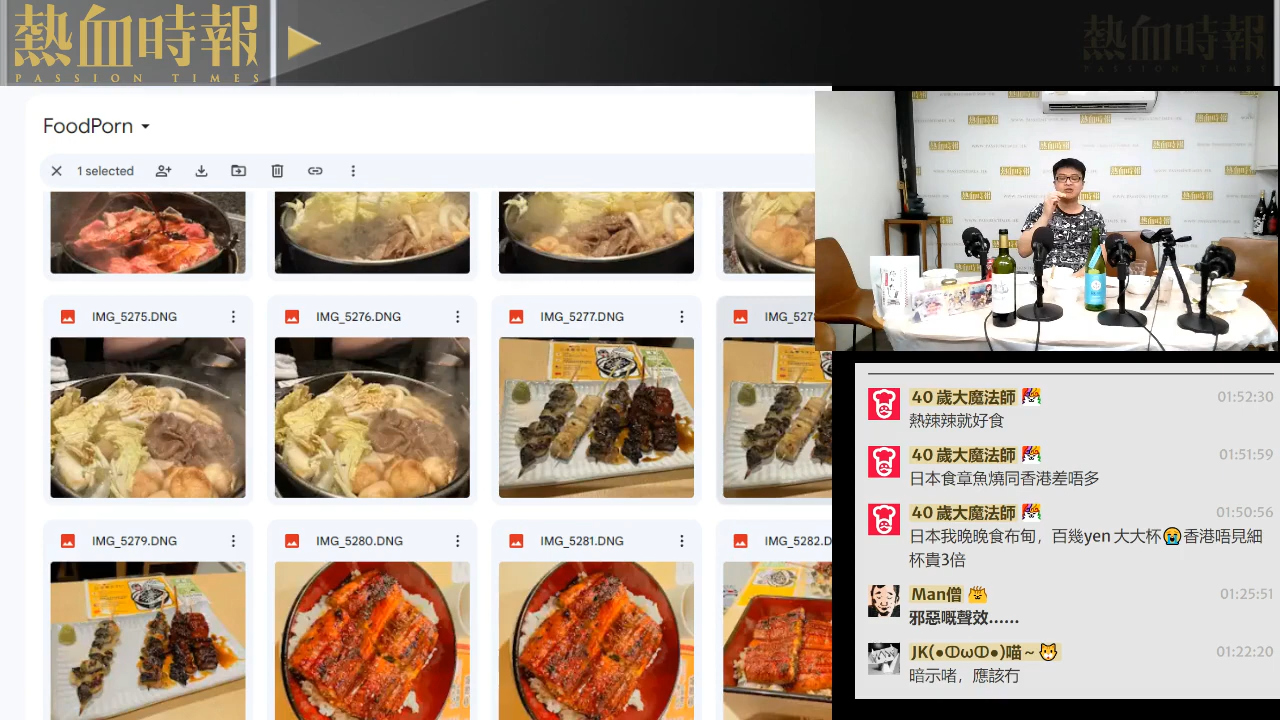 熱血時報
PASSION TIMES
熱血時報
PASSION TIMES
FoodPorn
1 selected
IMG_5275.DNG
IMG_5276.DNG
IMG_5277.DNG
IMG_5278
IMG_5279.DNG
IMG_5280.DNG
IMG_5281.DNG
IMG_5282.D
40 歲大魔法師 01:52:30
熱辣辣就好食
40 歲大魔法師 01:51:59
日本食章魚燒同香港差唔多
40 歲大魔法師 01:50:56
日本我晚晚食布甸，百幾yen 大大杯😭香港唔見細
杯貴3倍
Man僧 01:25:51
邪惡嘅聲效......
JK(●ↀωↀ●)喵～ 01:22:20
暗示啫，應該冇